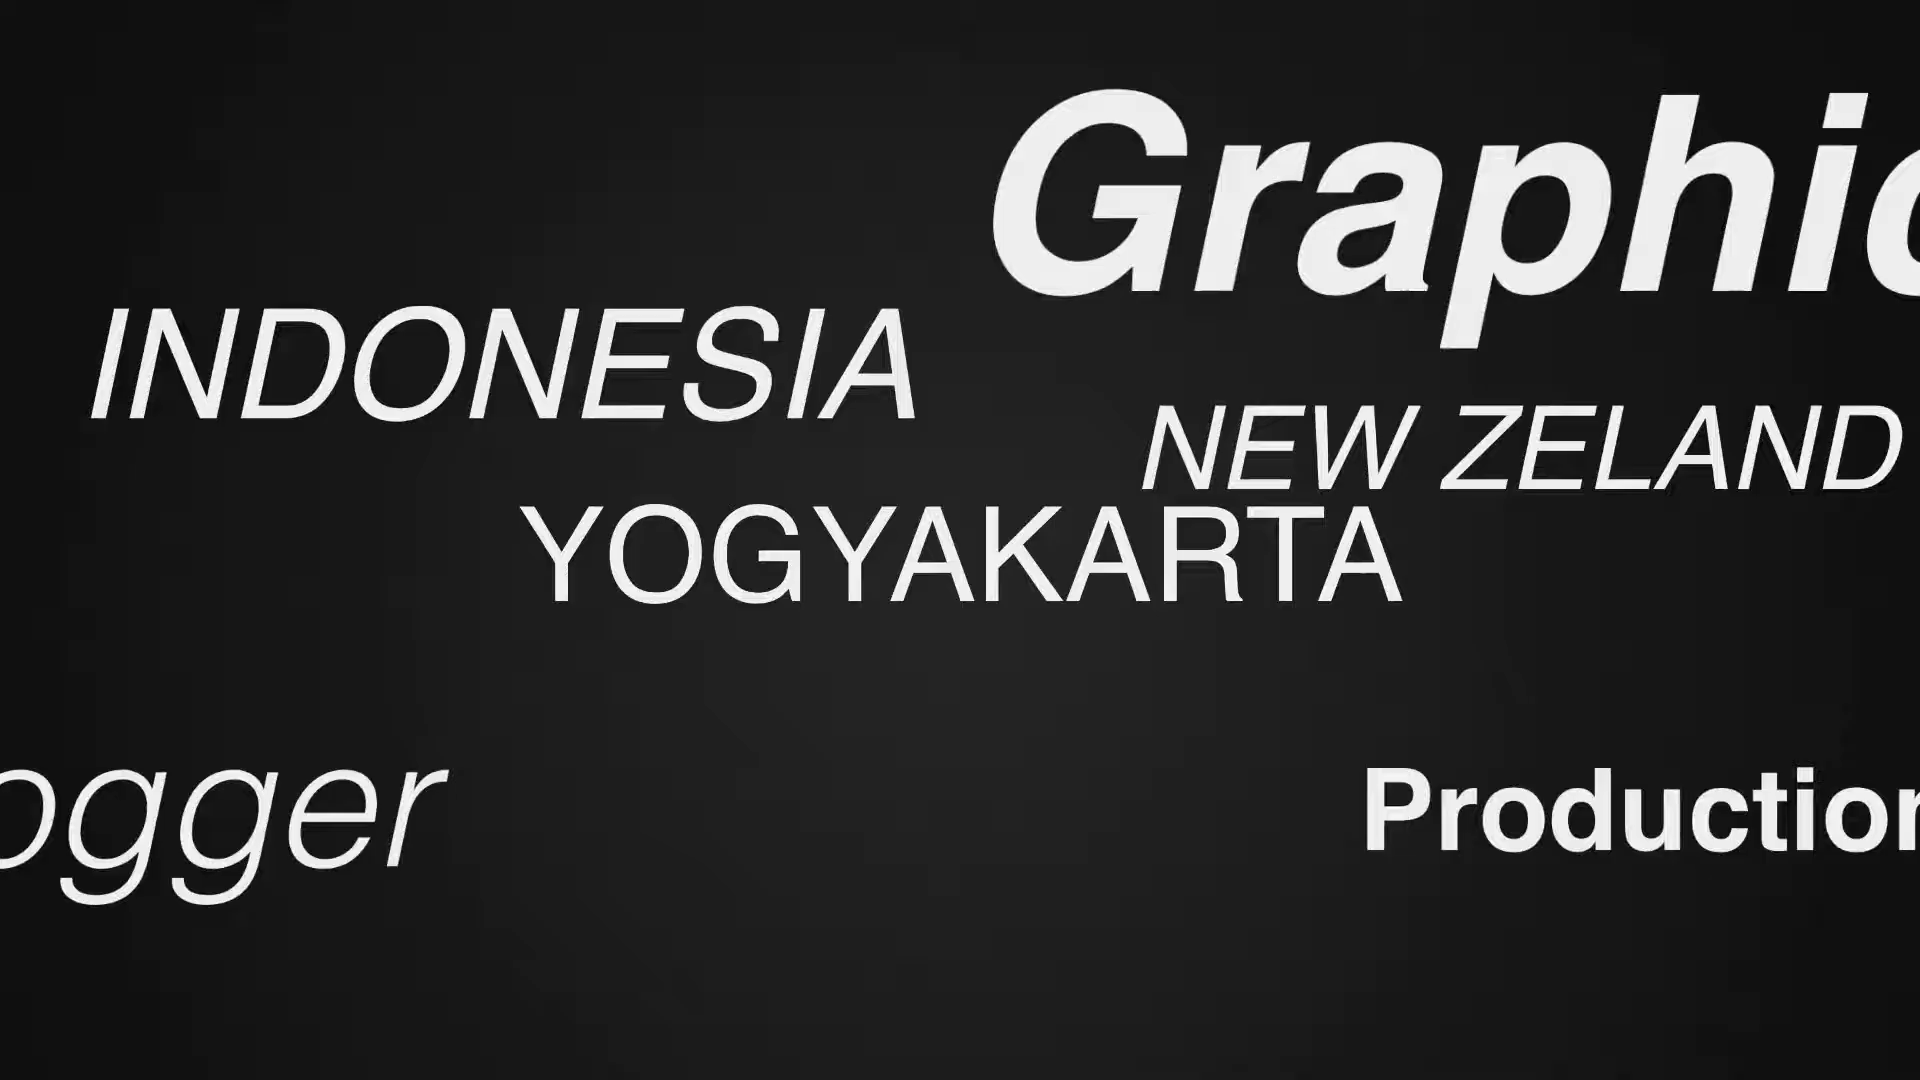 Graphic
INDONESIA
NEW ZELAND
YOGYAKARTA
ogger
Production